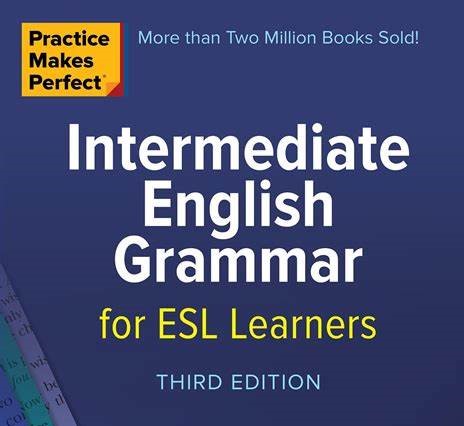 Practice
Makes
Perfect®
More than Two Million Books Sold!
Intermediate
English
Grammar
for ESL Learners
THIRD EDITION